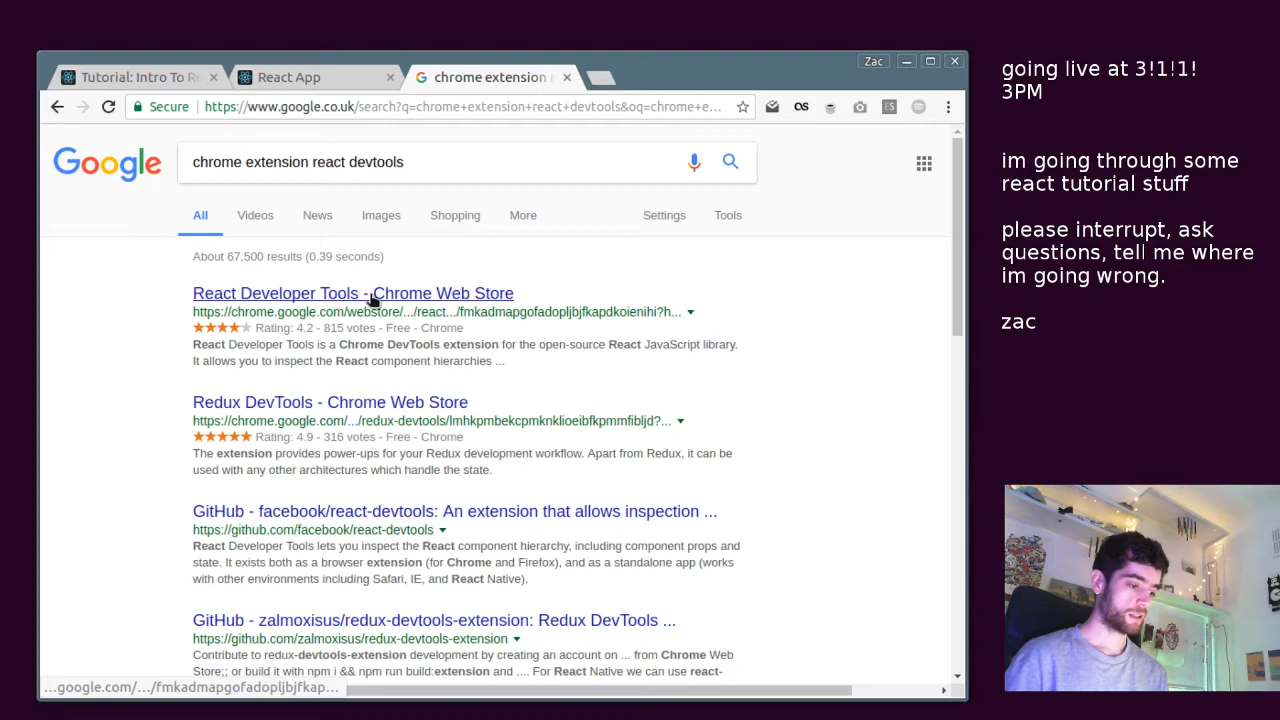 Zac
Tutorial: Intro To Re
React App
chrome extension r
Secure
https://www.google.co.uk/search?q=chrome+extension+react+devtools&oq=chrome+e...
Google
chrome extension react devtools
All
Videos
News
Images
Shopping
More
Settings
Tools
About 67,500 results (0.39 seconds)
React Developer Tools - Chrome Web Store
https://chrome.google.com/webstore/.../react.../fmkadmapgofadopljbjfkapdkoienihi?h...
Rating: 4.2 - 815 votes - Free - Chrome
React Developer Tools is a Chrome DevTools extension for the open-source React JavaScript library.
It allows you to inspect the React component hierarchies ...
Redux DevTools - Chrome Web Store
https://chrome.google.com/.../redux-devtools/lmhkpmbekcpmknklioeibfkpmmfibljd?...
Rating: 4.9 - 316 votes - Free - Chrome
The extension provides power-ups for your Redux development workflow. Apart from Redux, it can be
used with any other architectures which handle the state.
GitHub - facebook/react-devtools: An extension that allows inspection ...
https://github.com/facebook/react-devtools
React Developer Tools lets you inspect the React component hierarchy, including component props and
state. It exists both as a browser extension (for Chrome and Firefox), and as a standalone app (works
with other environments including Safari, IE, and React Native).
GitHub - zalmoxisus/redux-devtools-extension: Redux DevTools ...
https://github.com/zalmoxisus/redux-devtools-extension
Contribute to redux-devtools-extension development by creating an account on ... from Chrome Web
Store;; or build it with npm i && npm run build:extension and .... For React Native we can use react-
...google.com/.../fmkadmapgofadopljbjfkap...
going live at 3!1!1!
3PM
im going through some
react tutorial stuff
please interrupt, ask
questions, tell me where
im going wrong.
zac